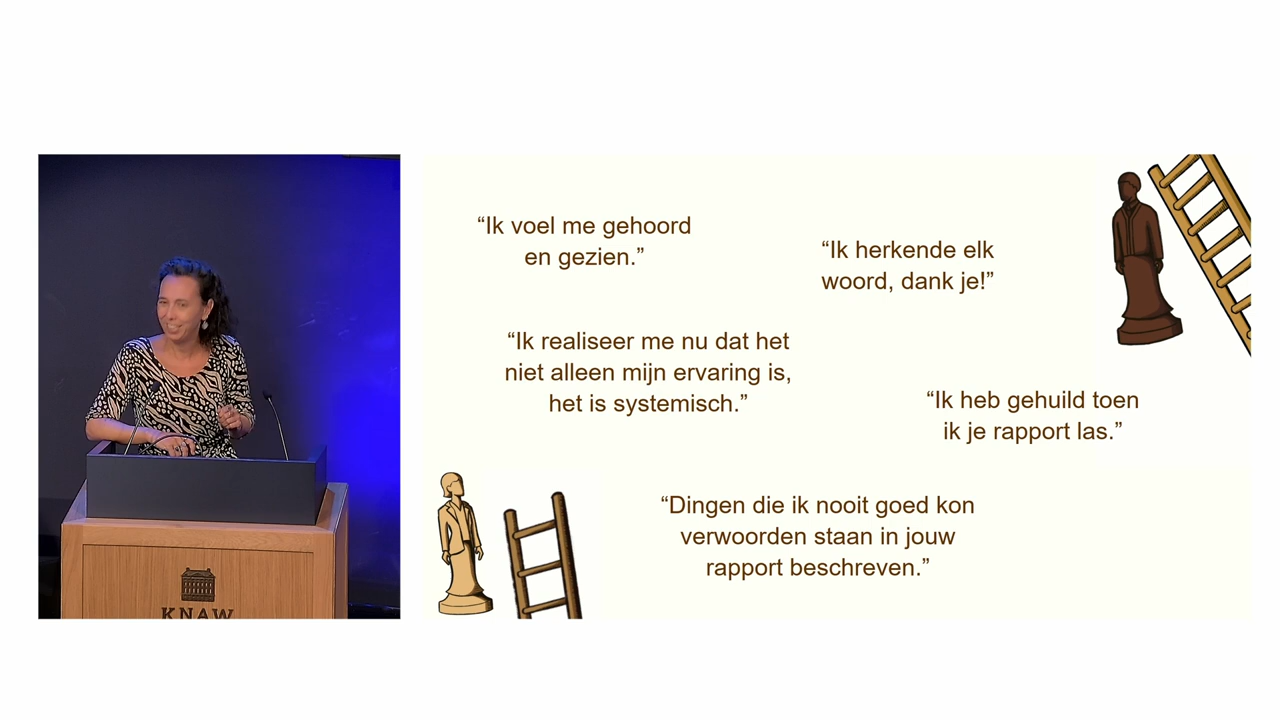 “Ik voel me gehoord
en gezien.”
“Ik herkende elk
woord, dank je!”
“Ik realiseer me nu dat het
niet alleen mijn ervaring is,
het is systemisch.”
“Ik heb gehuild toen
ik je rapport las.”
“Dingen die ik nooit goed kon
verwoorden staan in jouw
rapport beschreven.”
KNAW